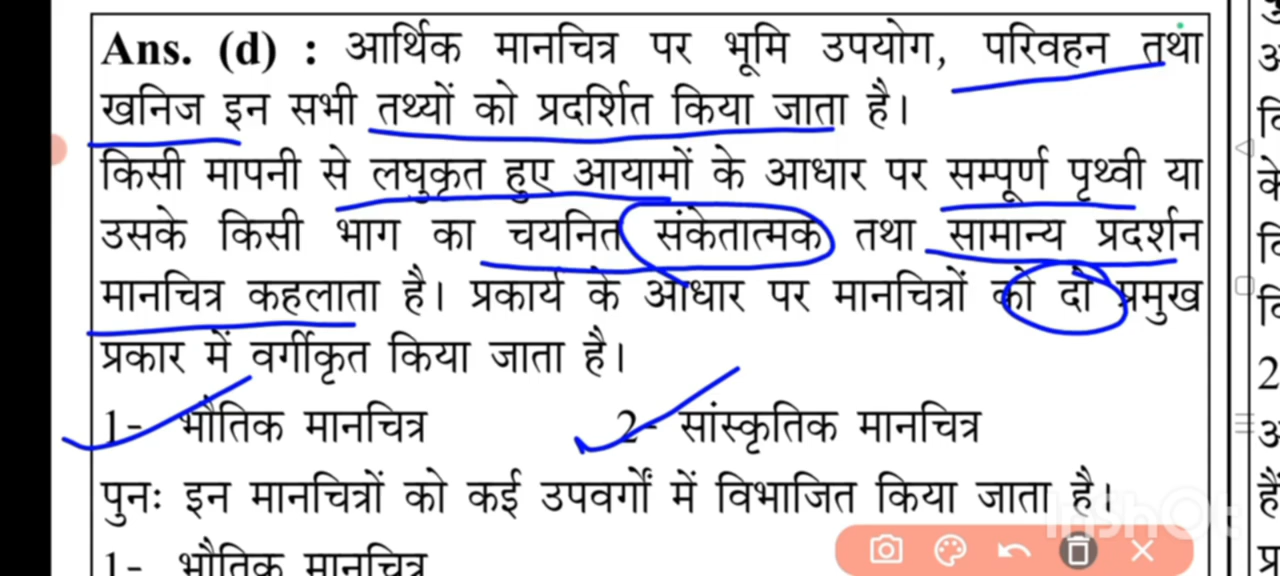 Ans. (d) : आर्थिक मानचित्र पर भूमि उपयोग, परिवहन तथा
खनिज इन सभी तथ्यों को प्रदर्शित किया जाता है।
किसी मापनी से लघुकृत हुए आयामों के आधार पर सम्पूर्ण पृथ्वी या
उसके किसी भाग का चयनित संकेतात्मक तथा सामान्य प्रदर्शन
मानचित्र कहलाता है। प्रकार्य के आधार पर मानचित्रों को दो प्रमुख
प्रकार में वर्गीकृत किया जाता है।
1- भौतिक मानचित्र 2- सांस्कृतिक मानचित्र
पुनः इन मानचित्रों को कई उपवर्गों में विभाजित किया जाता है।
InShOt
1- भौतिक मानचित्र
2